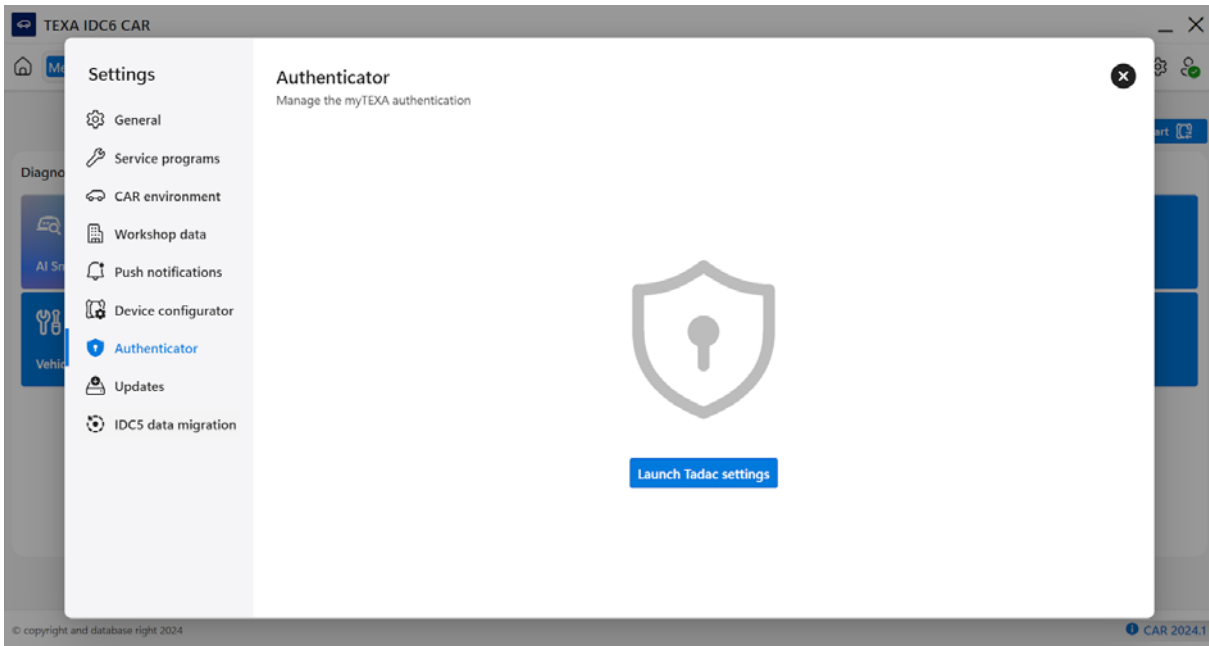 TEXA IDC6 CAR
Settings
General
Service programs
CAR environment
Workshop data
Push notifications
Device configurator
Authenticator
Updates
IDC5 data migration
Authenticator
Manage the myTEXA authentication
Launch Tadac settings
Diagno
AI Sn
Vehic
© copyright and database right 2024
CAR 2024.1